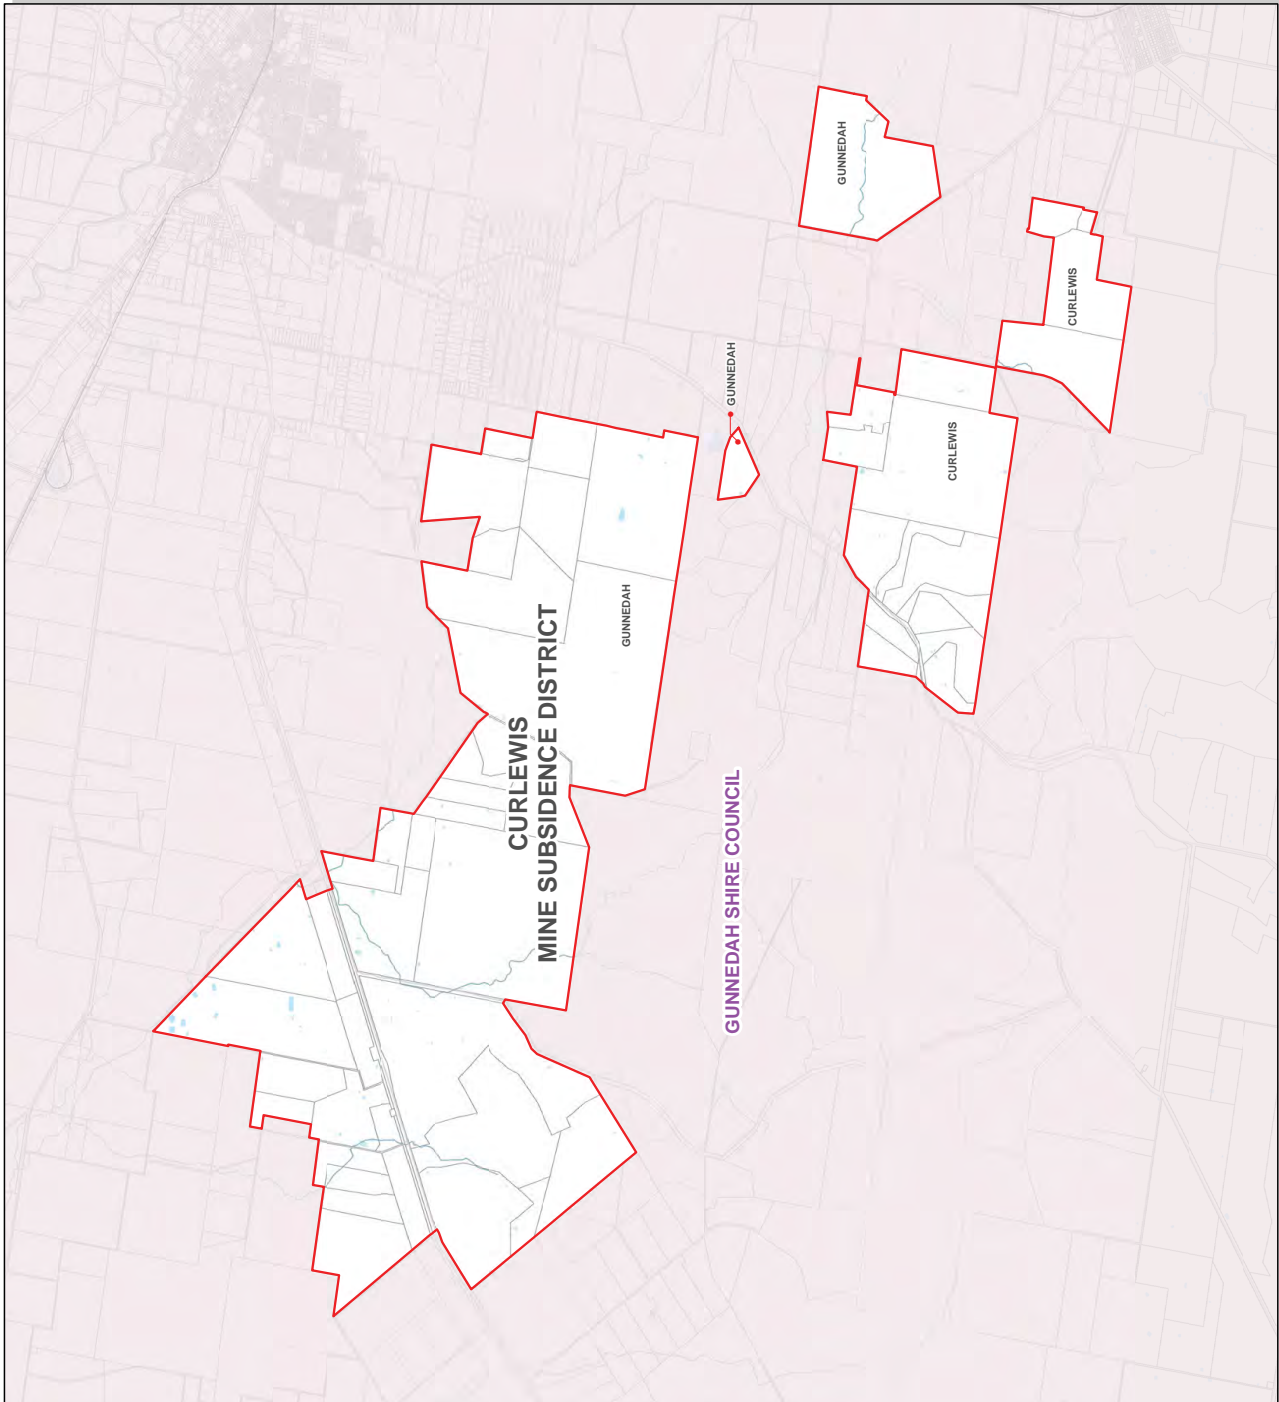 GUNNEDAH
CURLEWIS
GUNNEDAH
CURLEWIS
GUNNEDAH
CURLEWIS
MINE SUBSIDENCE DISTRICT
GUNNEDAH SHIRE COUNCIL